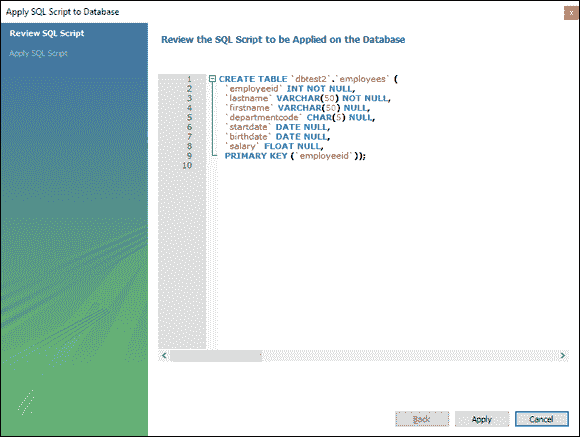 Apply SQL Script to Database
x
Review SQL Script
Apply SQL Script
Review the SQL Script to be Applied on the Database
1 CREATE TABLE `dbtest2`.`employees` (
2 `employeeid` INT NOT NULL,
3 `lastname` VARCHAR(50) NOT NULL,
4 `firstname` VARCHAR(50) NULL,
5 `departmentcode` CHAR(5) NULL,
6 `startdate` DATE NULL,
7 `birthdate` DATE NULL,
8 `salary` FLOAT NULL,
9 PRIMARY KEY (`employeeid`));
10
Back Apply Cancel